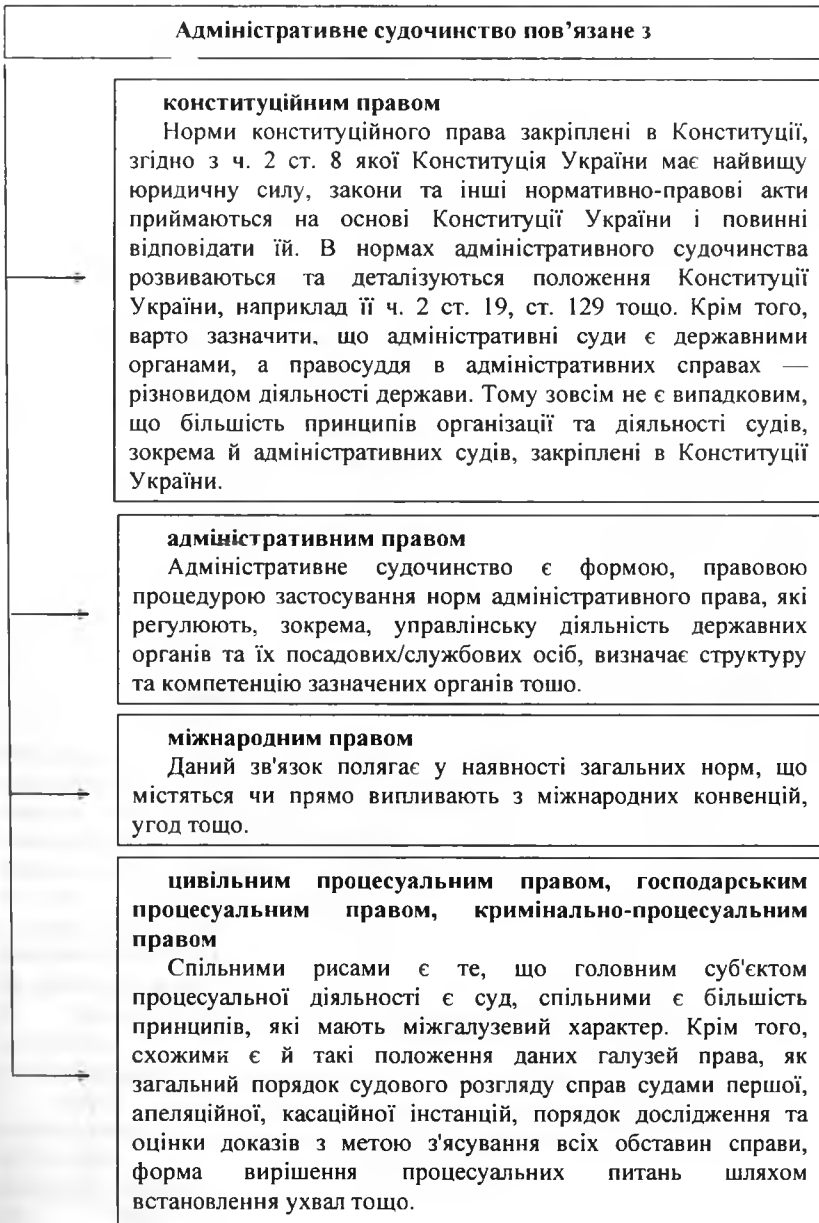 Адміністративне судочинство пов’язане з
конституційним правом
Норми конституційного права закріплені в Конституції,
згідно з ч. 2 ст. 8 якої Конституція України має найвищу
юридичну силу, закони та інші нормативно-правові акти
приймаються на основі Конституції України і повинні
відповідати їй. В нормах адміністративного судочинства
розвиваються та деталізуються положення Конституції
України, наприклад її ч. 2 ст. 19, ст. 129 тощо. Крім того,
варто зазначити, що адміністративні суди є державними
органами, а правосуддя в адміністративних справах —
різновидом діяльності держави. Тому зовсім не є випадковим,
що більшість принципів організації та діяльності судів,
зокрема й адміністративних судів, закріплені в Конституції
України.
адміністративним правом
Адміністративне судочинство є формою, правовою
процедурою застосування норм адміністративного права, які
регулюють, зокрема, управлінську діяльність державних
органів та їх посадових/службових осіб, визначає структуру
та компетенцію зазначених органів тошо.
міжнародним правом
Даний зв'язок полягає у наявності загальних норм, що
містяться чи прямо випливають з міжнародних конвенцій,
угод тощо.
цивільним процесуальним правом, господарським
процесуальним правом, кримінально-процесуальним
правом
Спільними рисами є те, що головним суб'єктом
процесуальної діяльності є суд, спільними є більшість
принципів, які мають міжгалузевий характер. Крім того,
схожими є й такі положення даних галузей права, як
загальний порядок судового розгляду справ судами першої,
апеляційної, касаційної інстанцій, порядок дослідження та
оцінки доказів з метою з'ясування всіх обставин справи,
форма вирішення процесуальних питань шляхом
встановлення ухвал тощо.